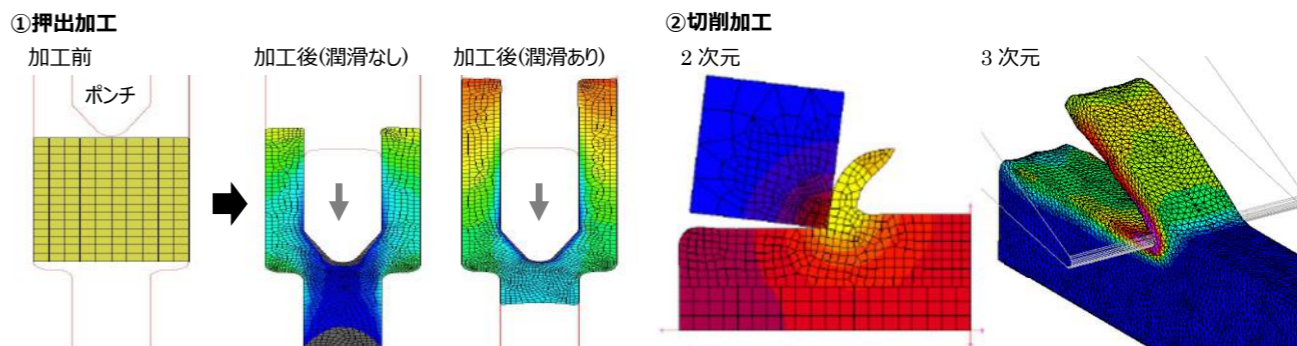 ①押出加工
加工前
加工後(潤滑なし)
加工後(潤滑あり)
ポンチ
②切削加工
2 次元
3 次元